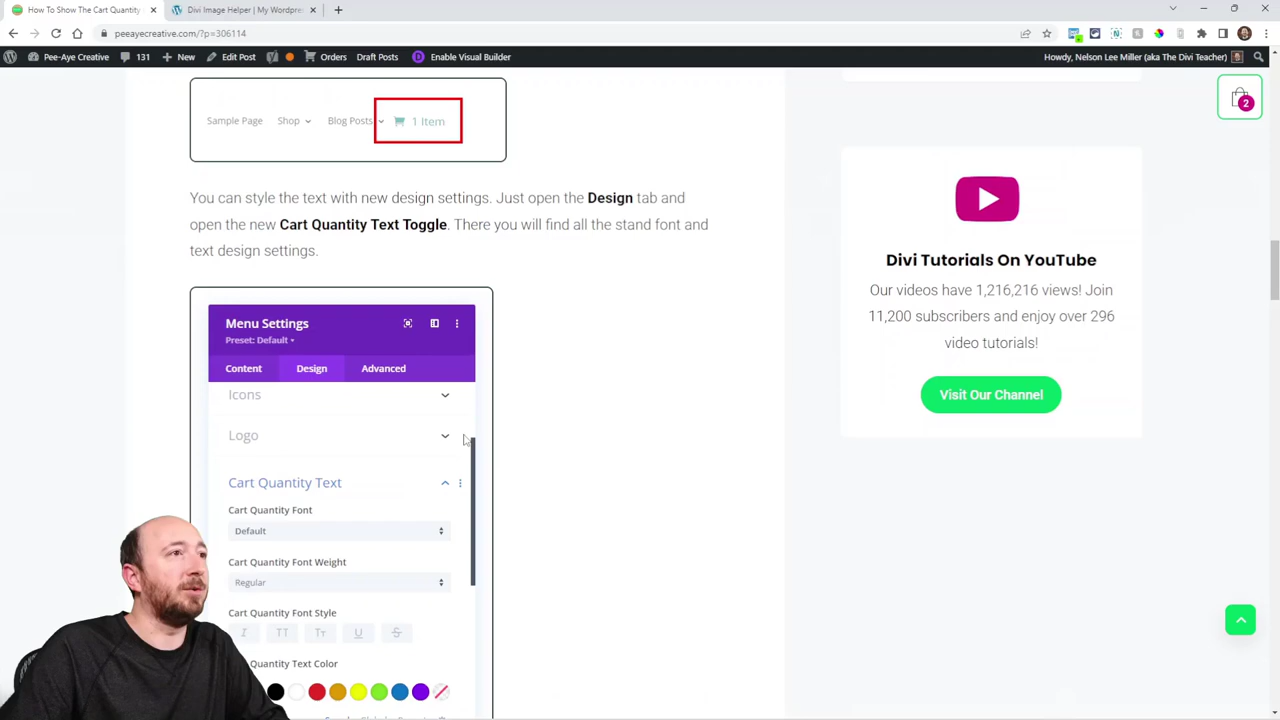 How To Show The Cart Quantity
Divi Image Helper | My Wordpre
peeayecreative.com/?p=306114
Pee-Aye Creative
131
New
Edit Post
Orders
Draft Posts
Enable Visual Builder
Howdy, Nelson Lee Miller (aka The Divi Teacher)
2
Sample Page
Shop
Blog Posts
1 Item
You can style the text with new design settings. Just open the Design tab and
open the new Cart Quantity Text Toggle. There you will find all the stand font and
text design settings.
Menu Settings
Preset: Default
Content
Design
Advanced
Icons
Logo
Cart Quantity Text
Cart Quantity Font
Default
Cart Quantity Font Weight
Regular
Cart Quantity Font Style
I
TT
Tт
U
S
Quantity Text Color
Divi Tutorials On YouTube
Our videos have 1,216,216 views! Join
11,200 subscribers and enjoy over 296
video tutorials!
Visit Our Channel